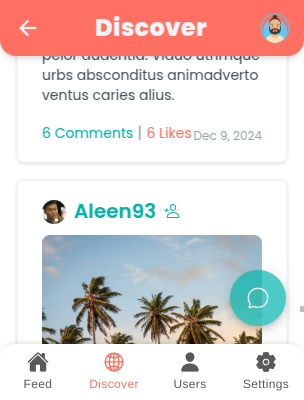 Discover
pelor audentia. Viduo utrimque
urbs absconditus animadverto
ventus caries alius.
6 Comments | 6 Likes Dec 9, 2024
Aleen93
Feed Discover Users Settings